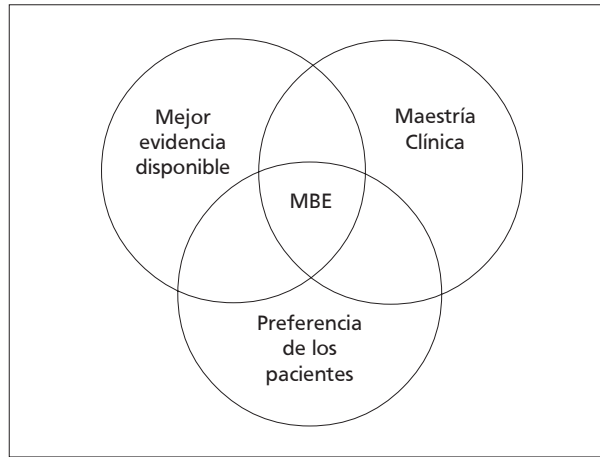 Mejor
evidencia
disponible
Maestría
Clínica
MBE
Preferencia
de los
pacientes